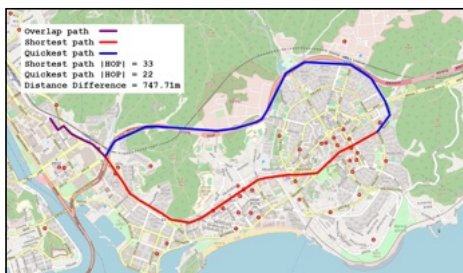 Overlap path
Shortest path
Quickest path
Shortest path |HOP| = 33
Quickest path |HOP| = 22
Distance Difference = 747.71m